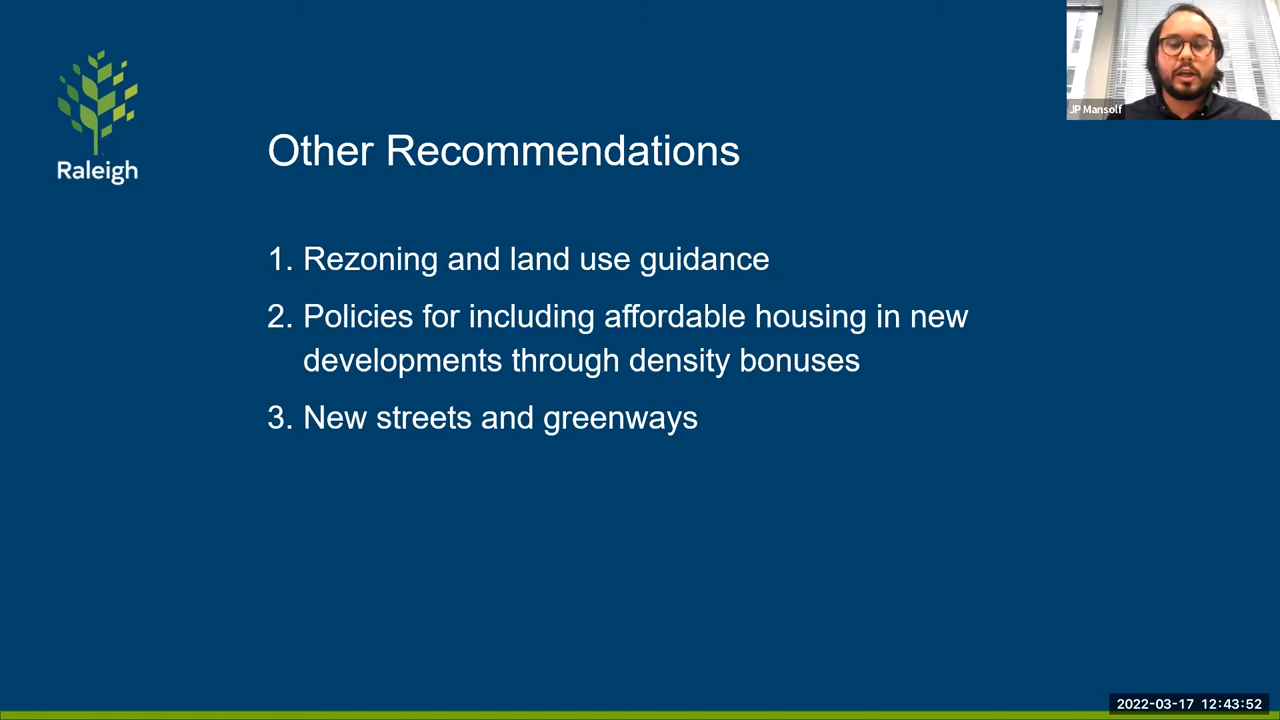 Raleigh
JP Mansolf
Other Recommendations
1. Rezoning and land use guidance
2. Policies for including affordable housing in new
developments through density bonuses
3. New streets and greenways
2022-03-17 12:43:52